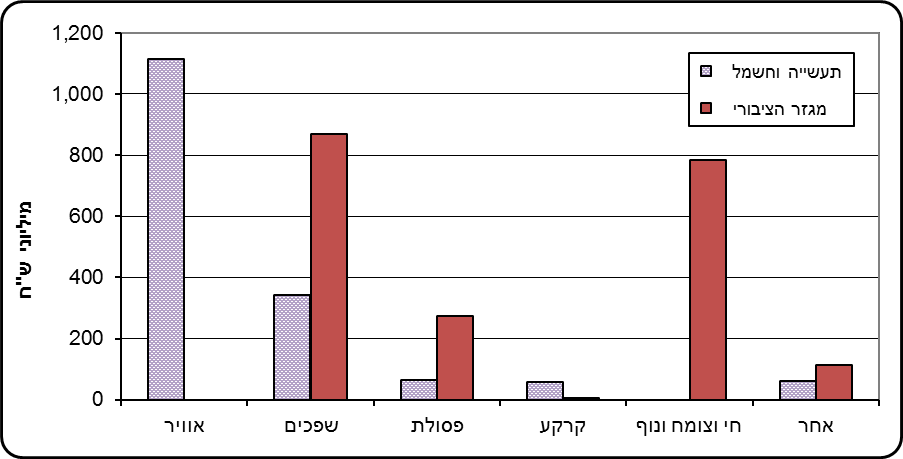 1,200
1,000
800
600
400
200
0
מיליוני ש"ח
תעשייה וחשמל
מגזר הציבורי
אוויר
שפכים
פסולת
קרקע
חי וצומח ונוף
אחר